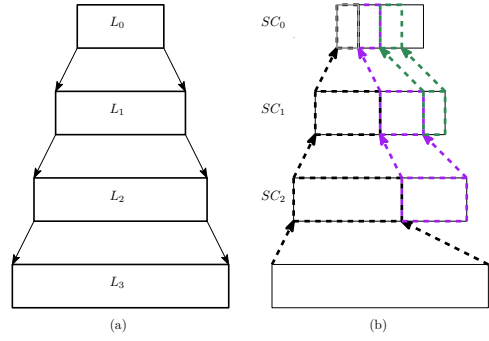 L₀ SC₀
L₁ SC₁
L₂ SC₂
L₃
(a) (b)